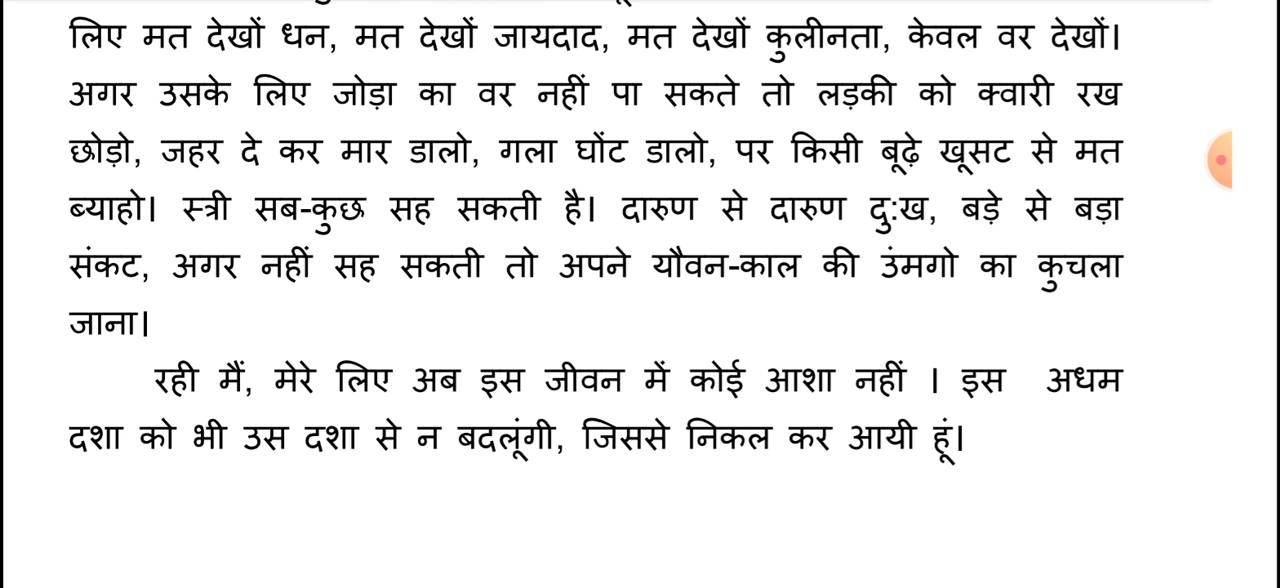 लिए मत देखों धन, मत देखों जायदाद, मत देखों कुलीनता, केवल वर देखों।
अगर उसके लिए जोड़ा का वर नहीं पा सकते तो लड़की को क्वारी रख
छोड़ो, जहर दे कर मार डालो, गला घोंट डालो, पर किसी बूढ़े खूसट से मत
ब्याहो। स्त्री सब-कुछ सह सकती है। दारुण से दारुण दु:ख, बड़े से बड़ा
संकट, अगर नहीं सह सकती तो अपने यौवन-काल की उंमगो का कुचला
जाना।
रही मैं, मेरे लिए अब इस जीवन में कोई आशा नहीं । इस अधम
दशा को भी उस दशा से न बदलूंगी, जिससे निकल कर आयी हूं।